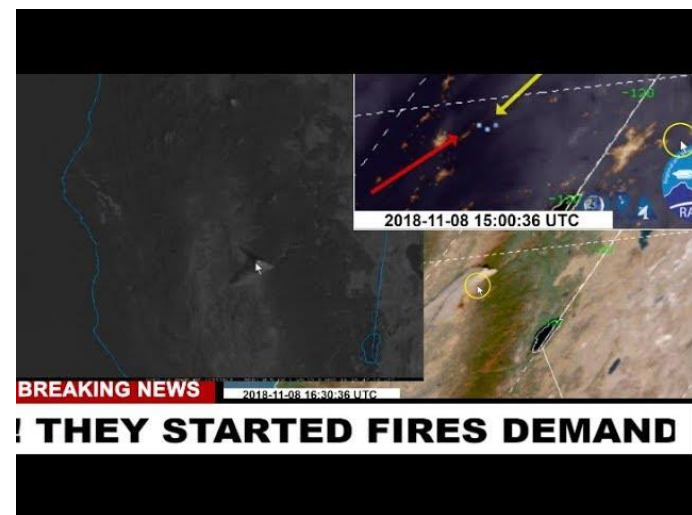 -120
2018-11-08 15:00:36 UTC
BREAKING NEWS
2018-11-08 16:30:36 UTC
! THEY STARTED FIRES DEMAND